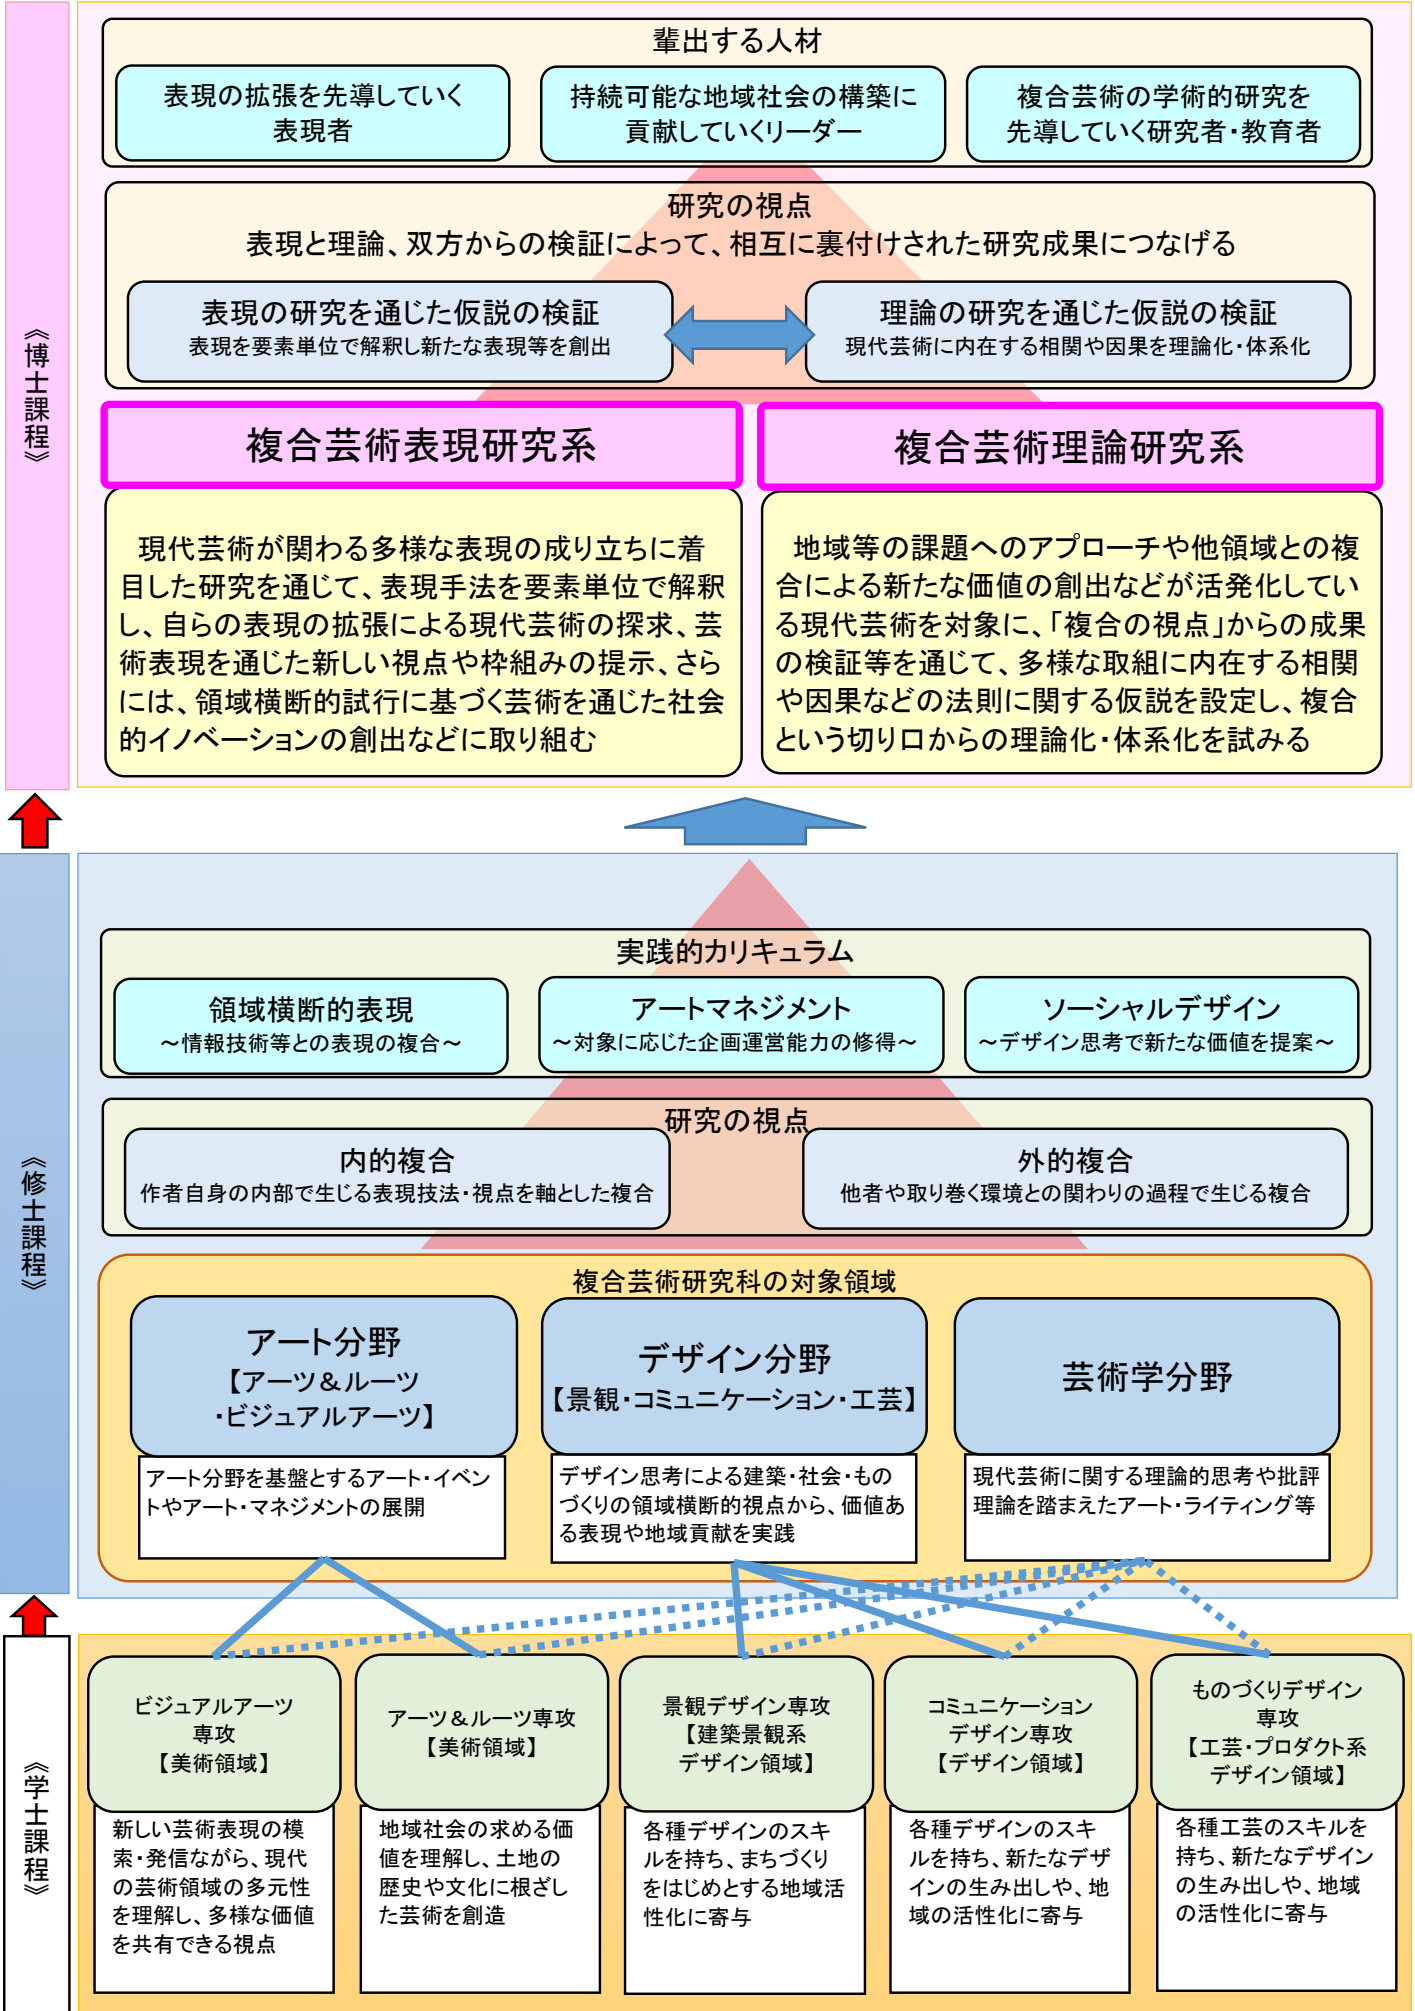 《博士課程》
輩出する人材
表現の拡張を先導していく
表現者
持続可能な地域社会の構築に
貢献していくリーダー
複合芸術の学術的研究を
先導していく研究者・教育者
研究の視点
表現と理論、双方からの検証によって、相互に裏付けされた研究成果につなげる
表現の研究を通じた仮説の検証
表現を要素単位で解釈し新たな表現等を創出
理論の研究を通じた仮説の検証
現代芸術に内在する相関や因果を理論化・体系化
複合芸術表現研究系
現代芸術が関わる多様な表現の成り立ちに着
目した研究を通じて、表現手法を要素単位で解釈
し、自らの表現の拡張による現代芸術の探求、芸
術表現を通じた新しい視点や枠組みの提示、さら
には、領域横断的試行に基づく芸術を通じた社会
的イノベーションの創出などに取り組む
複合芸術理論研究系
地域等の課題へのアプローチや他領域との複
合による新たな価値の創出などが活発化してい
る現代芸術を対象に、「複合の視点」からの成果
の検証等を通じて、多様な取組に内在する相関
や因果などの法則に関する仮説を設定し、複合
という切り口からの理論化・体系化を試みる
《修士課程》
実践的カリキュラム
領域横断的表現
～情報技術等との表現の複合～
アートマネジメント
～対象に応じた企画運営能力の修得～
ソーシャルデザイン
～デザイン思考で新たな価値を提案～
研究の視点
内的複合
作者自身の内部で生じる表現技法・視点を軸とした複合
外的複合
他者や取り巻く環境との関わりの過程で生じる複合
複合芸術研究科の対象領域
アート分野
【アーツ＆ルーツ
・ビジュアルアーツ】
アート分野を基盤とするアート・イベン
トやアート・マネジメントの展開
デザイン分野
【景観・コミュニケーション・工芸】
デザイン思考による建築・社会・もの
づくりの領域横断的視点から、価値あ
る表現や地域貢献を実践
芸術学分野
現代芸術に関する理論的思考や批評
理論を踏まえたアート・ライティング等
《学士課程》
ビジュアルアーツ
専攻
【美術領域】
新しい芸術表現の模
索・発信ながら、現代
の芸術領域の多元性
を理解し、多様な価値
を共有できる視点
アーツ＆ルーツ専攻
【美術領域】
地域社会の求める価
値を理解し、土地の
歴史や文化に根ざし
た芸術を創造
景観デザイン専攻
【建築景観系
デザイン領域】
各種デザインのスキ
ルを持ち、まちづくり
をはじめとする地域活
性化に寄与
コミュニケーション
デザイン専攻
【デザイン領域】
各種デザインのスキ
ルを持ち、新たなデザ
インの生み出しや、地
域の活性化に寄与
ものづくりデザイン
専攻
【工芸・プロダクト系
デザイン領域】
各種工芸のスキルを
持ち、新たなデザイン
の生み出しや、地域
の活性化に寄与